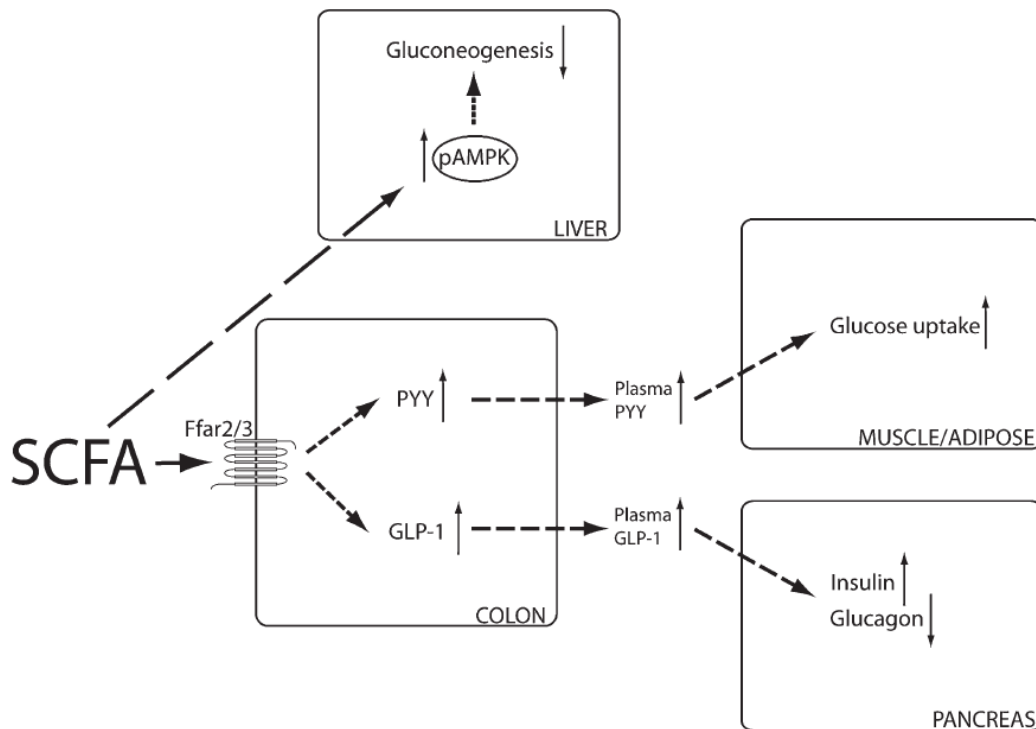 Gluconeogenesis
pAMPK
LIVER
Glucose uptake
MUSCLE/ADIPOSE
SCFA
Ffar2/3
PYY
Plasma
PYY
GLP-1
Plasma
GLP-1
COLON
Insulin
Glucagon
PANCREAS